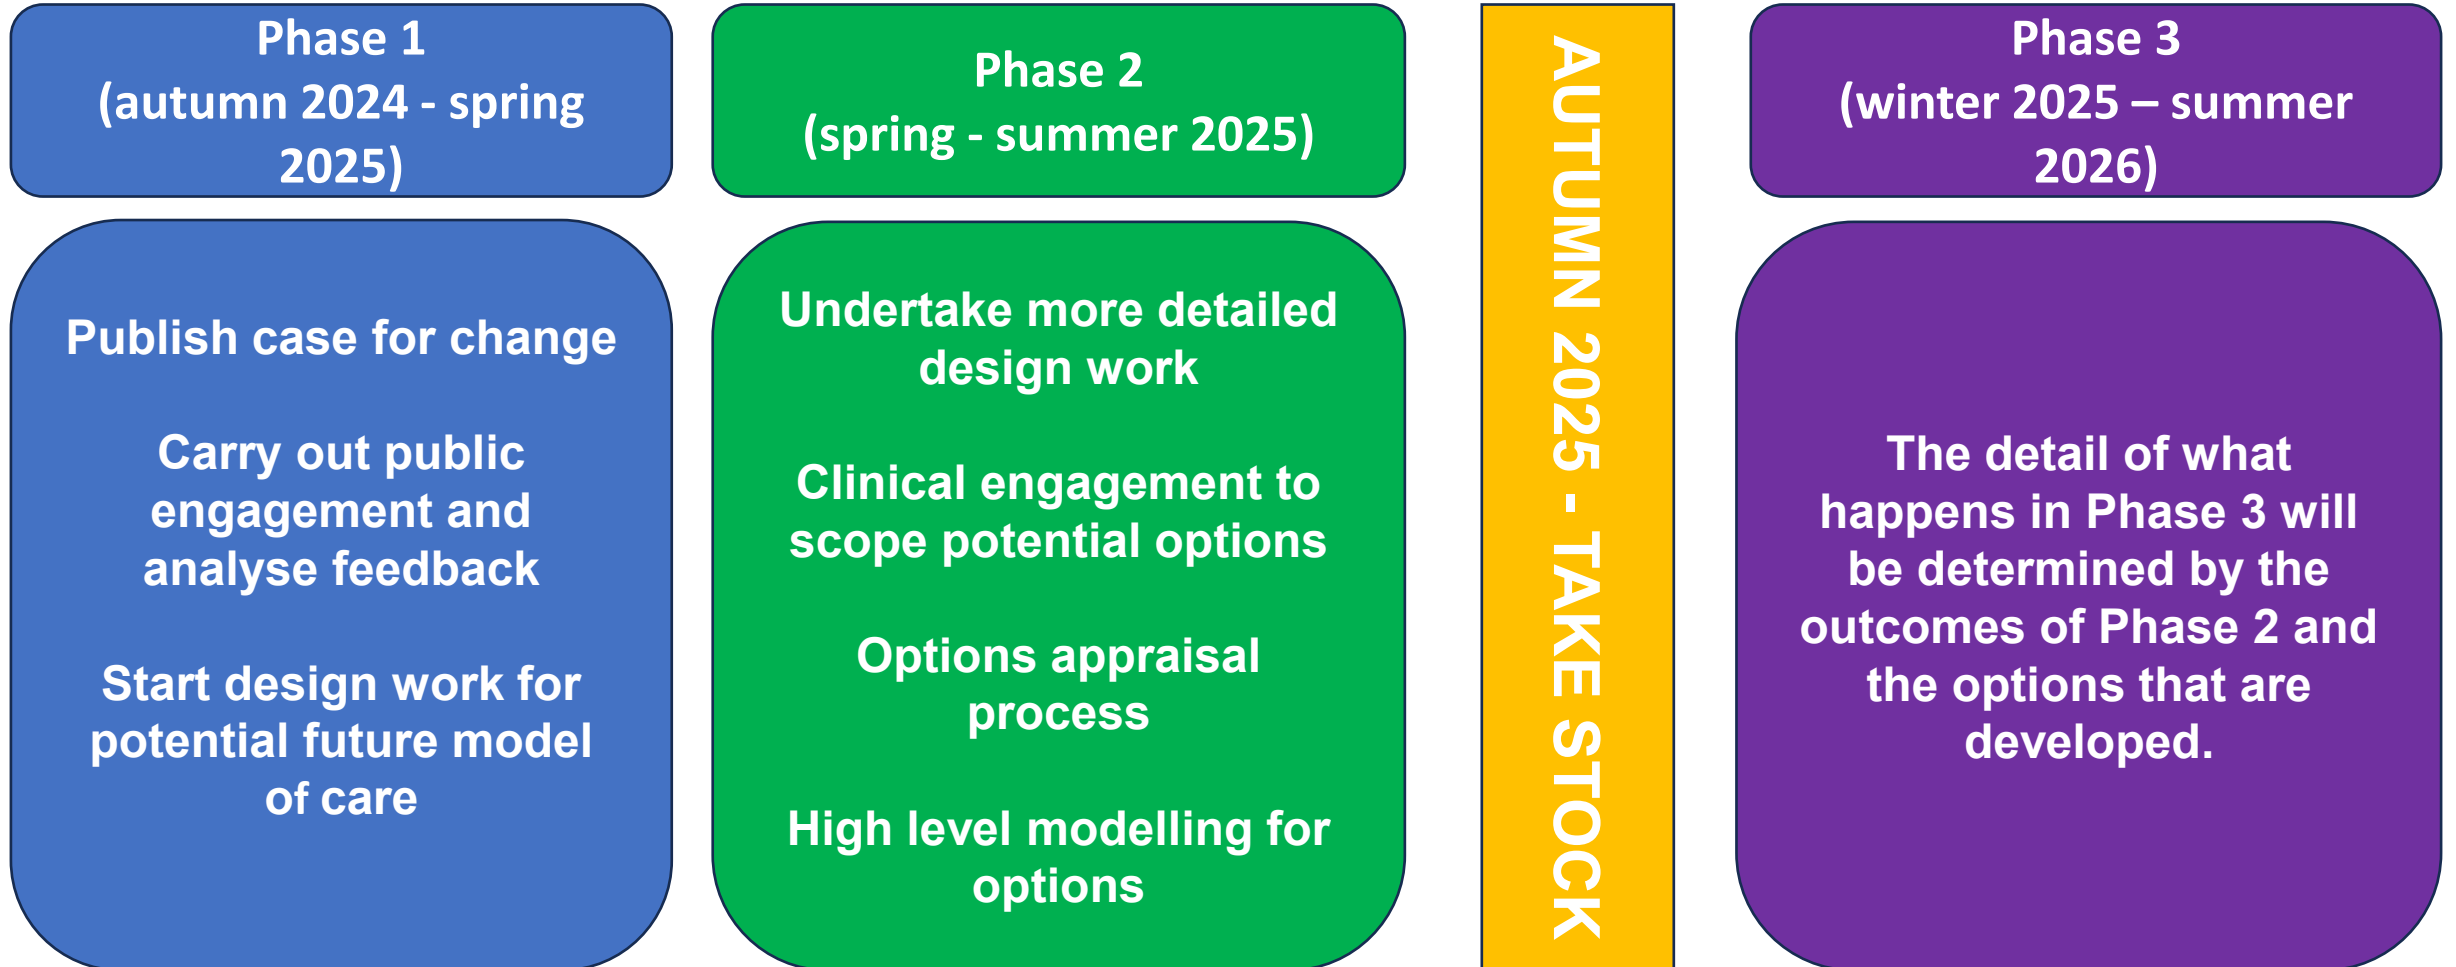 Phase 1
(autumn 2024 - spring
2025)
Publish case for change
Carry out public
engagement and
analyse feedback
Start design work for
potential future model
of care
Phase 2
(spring - summer 2025)
Undertake more detailed
design work
Clinical engagement to
scope potential options
Options appraisal
process
High level modelling for
options
AUTUMN 2025 - TAKE STOCK
Phase 3
(winter 2025 – summer
2026)
The detail of what
happens in Phase 3 will
be determined by the
outcomes of Phase 2 and
the options that are
developed.